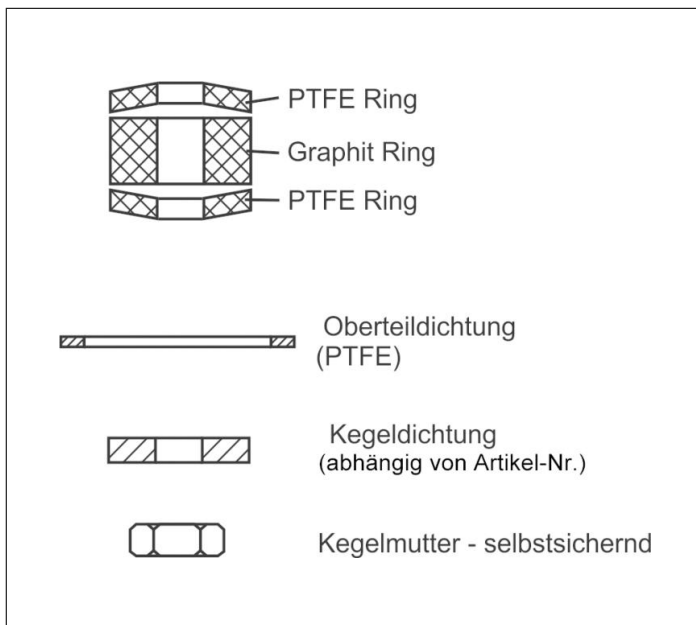 PTFE Ring
Graphit Ring
PTFE Ring
Oberteildichtung
(PTFE)
Kegeldichtung
(abhängig von Artikel-Nr.)
Kegelmutter - selbstsichernd